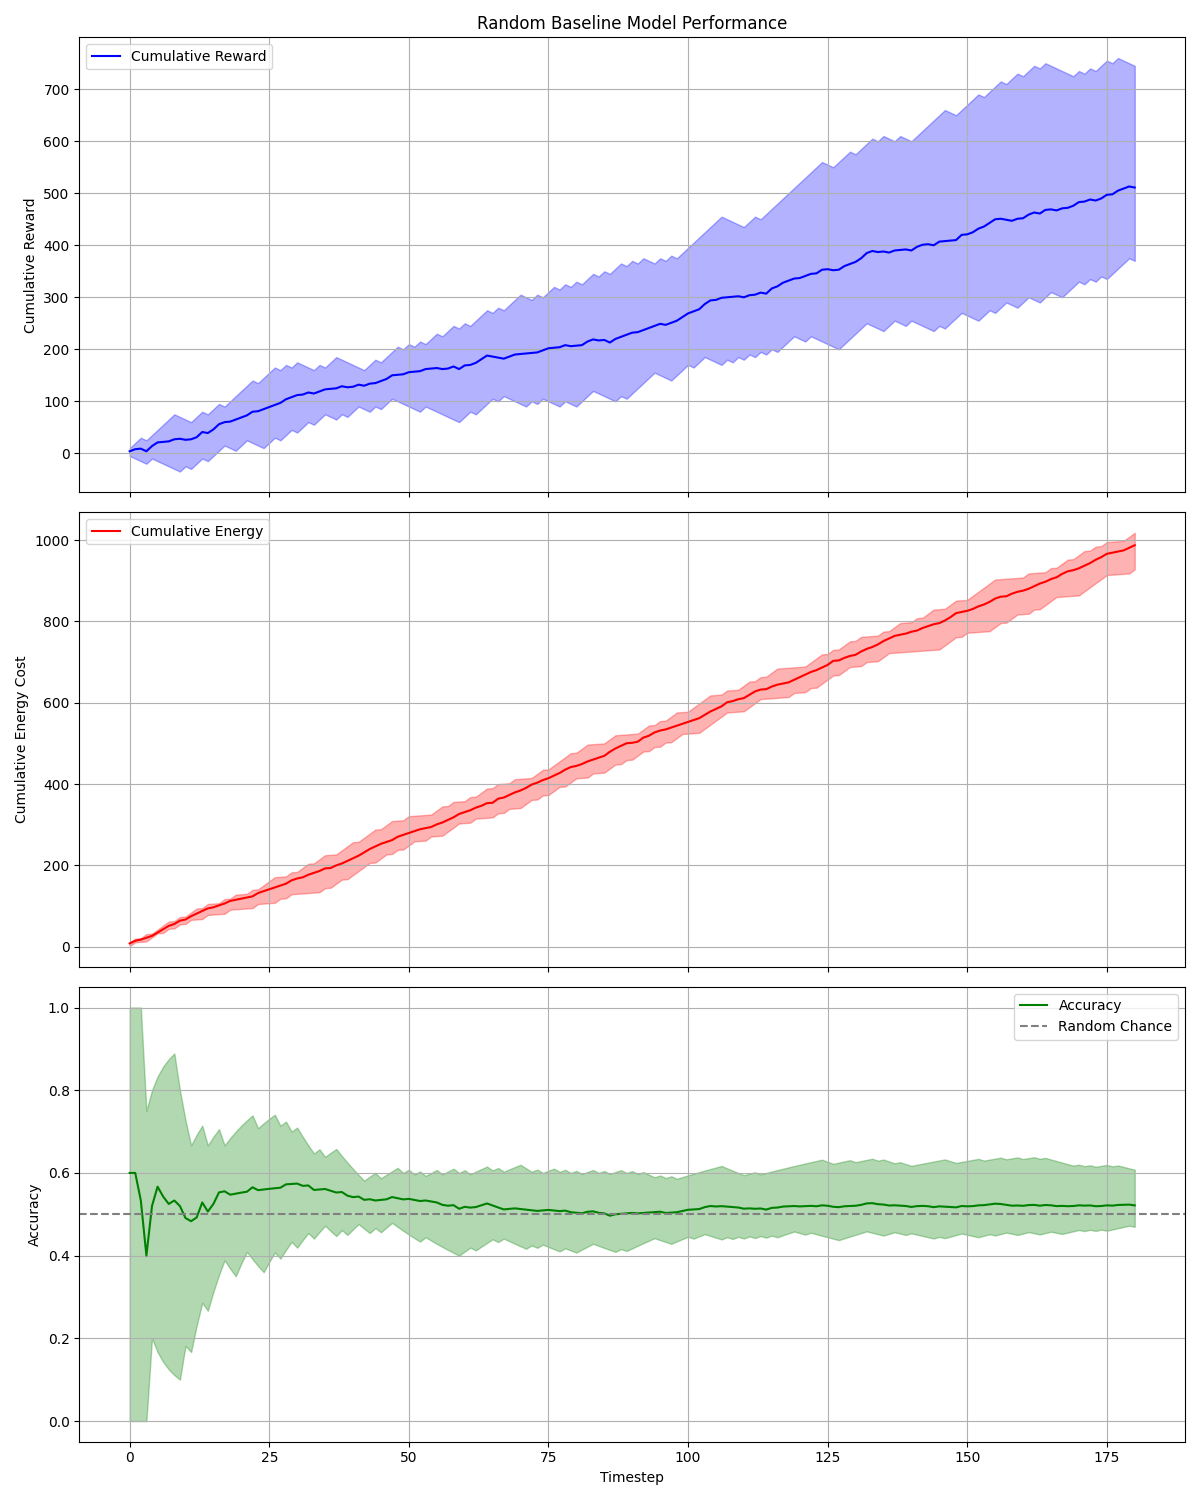 Random Baseline Model Performance
Cumulative Reward
Cumulative Reward
700
600
500
400
300
200
100
0
Cumulative Energy
Cumulative Energy Cost
1000
800
600
400
200
0
Accuracy
Random Chance
Accuracy
1.0
0.8
0.6
0.4
0.2
0.0
0 25 50 75 100 125 150 175
Timestep